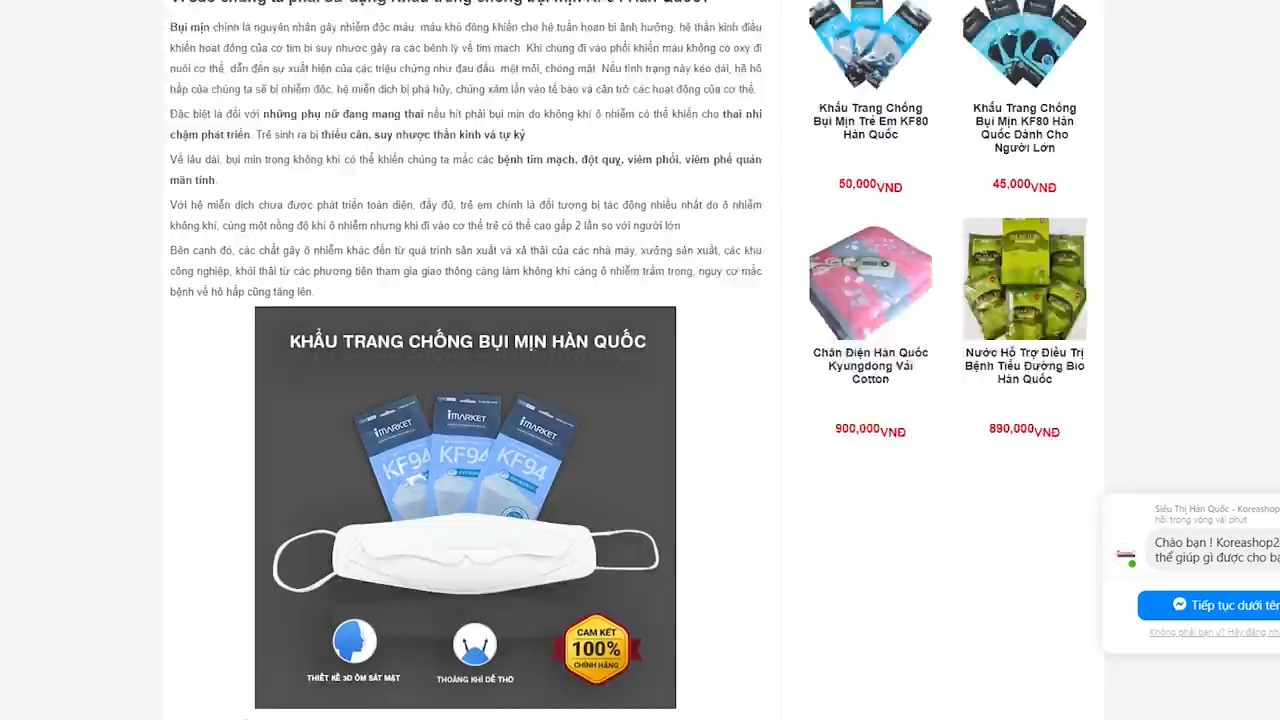 Bụi mịn chính là nguyên nhân gây nhiễm độc máu, máu khó đông khiến cho hệ tuần hoàn bị ảnh hưởng, hệ thần kinh điều
khiển hoạt động của cơ tim bị suy nhược gây ra các bệnh lý về tim mạch. Khi chúng đi vào phổi khiến máu không có oxy đi
nuôi cơ thể, dẫn đến sự xuất hiện của các triệu chứng như đau đầu, mệt mỏi, chóng mặt. Nếu tình trạng này kéo dài, hệ hô
hấp của chúng ta sẽ bị nhiễm độc, hệ miễn dịch bị phá hủy, chúng xâm lấn vào tế bào và cản trở các hoạt động của cơ thể.
Đặc biệt là đối với những phụ nữ đang mang thai nếu hít phải bụi mịn do không khí ô nhiễm có thể khiến cho thai nhi
chậm phát triển. Trẻ sinh ra bị thiếu cân, suy nhược thần kinh và tự kỷ
Về lâu dài, bụi mịn trong không khí có thể khiến chúng ta mắc các bệnh tim mạch, đột quỵ, viêm phổi, viêm phế quản
mãn tính.
Với hệ miễn dịch chưa được phát triển toàn diện, đầy đủ, trẻ em chính là đối tượng bị tác động nhiều nhất do ô nhiễm
không khí, cùng một nồng độ khí ô nhiễm nhưng khi đi vào cơ thể trẻ có thể cao gấp 2 lần so với người lớn
Bên cạnh đó, các chất gây ô nhiễm khác đến từ quá trình sản xuất và xả thải của các nhà máy, xưởng sản xuất, các khu
công nghiệp, khói thải từ các phương tiện tham gia giao thông càng làm không khí càng ô nhiễm trầm trọng, nguy cơ mắc
bệnh về hô hấp cũng tăng lên.
KHẨU TRANG CHỐNG BỤI MỊN HÀN QUỐC
iMARKET
iMARKET
iMARKET
KF94
KF94
KF94
THIẾT KẾ 3D ÔM SÁT MẶT
THOÁNG KHÍ DỄ THỞ
CAM KẾT
100%
CHÍNH HÃNG
Khẩu Trang Chống
Bụi Mịn Trẻ Em KF80
Hàn Quốc
50,000VNĐ
Khẩu Trang Chống
Bụi Mịn KF80 Hàn
Quốc Dành Cho
Người Lớn
45,000VNĐ
Chăn Điện Hàn Quốc
Kyungdong Vải
Cotton
900,000VNĐ
Nước Hỗ Trợ Điều Trị
Bệnh Tiểu Đường Bio
Hàn Quốc
890,000VNĐ
Siêu Thị Hàn Quốc - Koreashop
hồi trong vòng vài phút
Chào bạn ! Koreashop2
thể giúp gì được cho bạ
Tiếp tục dưới tên
Không phải bạn ư? Hãy đăng nh